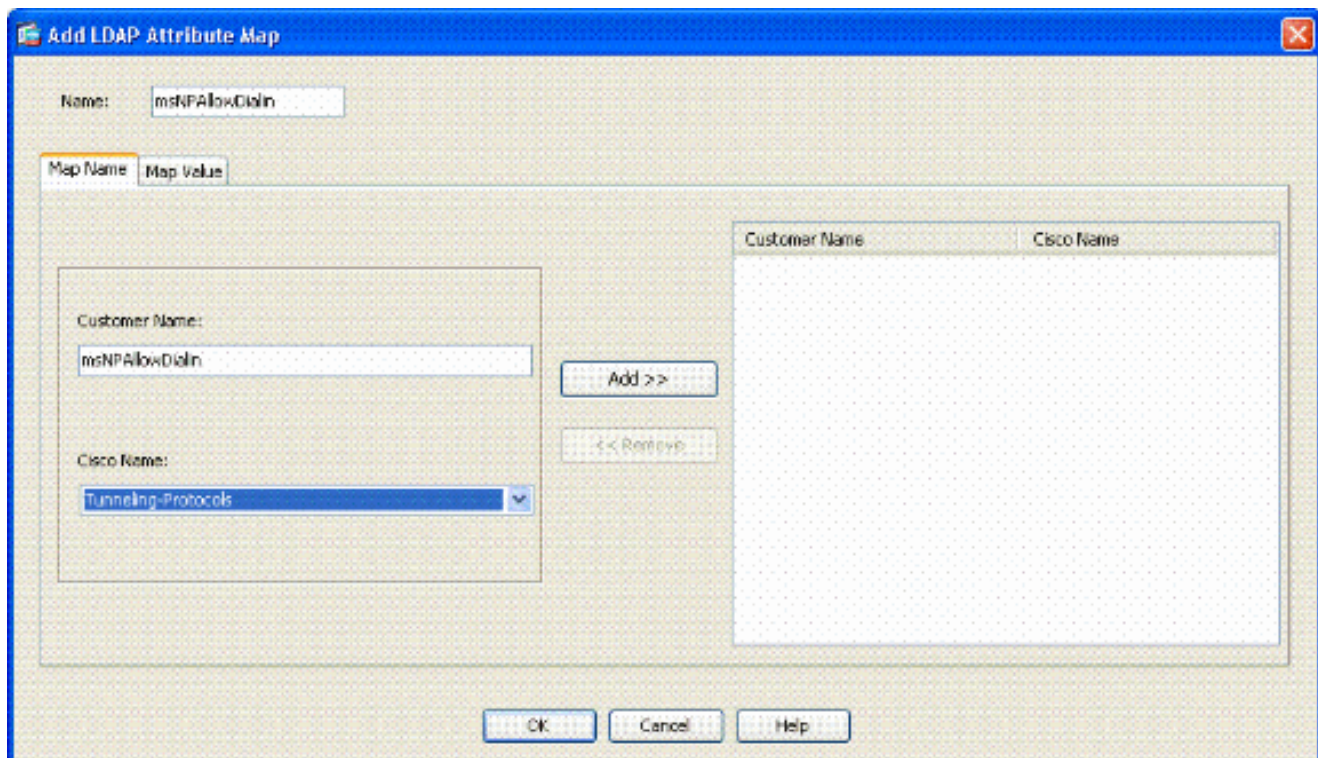 Add LDAP Attribute Map
Name: msNPAllowDialin
Map Name Map Value
Customer Name Cisco Name
Customer Name:
msNPAllowDialin
Add >>
<< Remove
Cisco Name:
Tunneling-Protocols
OK Cancel Help